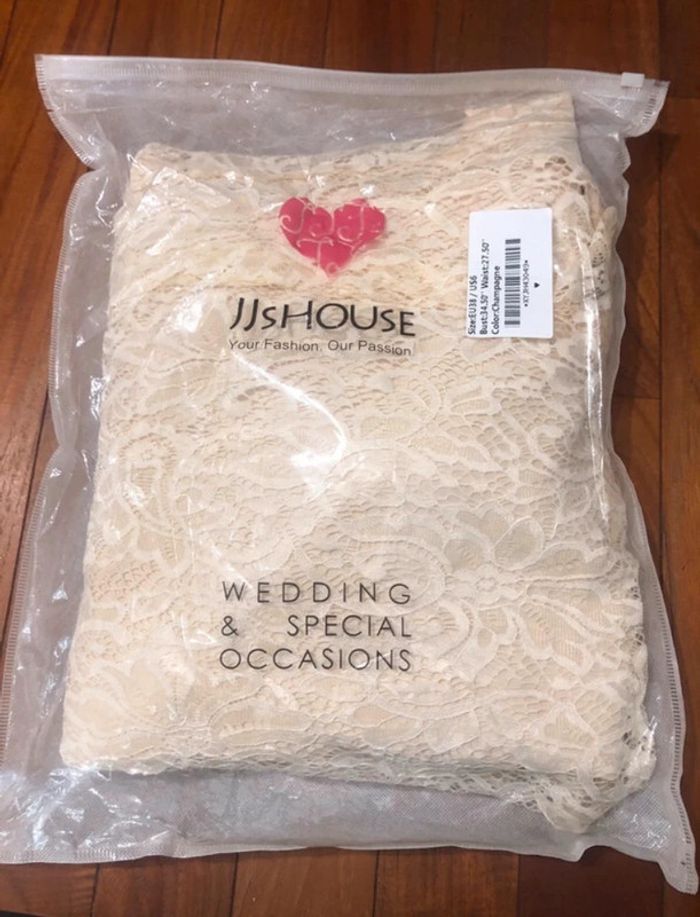 JJsHOUSE
Your Fashion. Our Passion
WEDDING
& SPECIAL
OCCASIONS
Size:EU38 / US6
Bust:34.50" Waist:27.50"
Color:Champagne